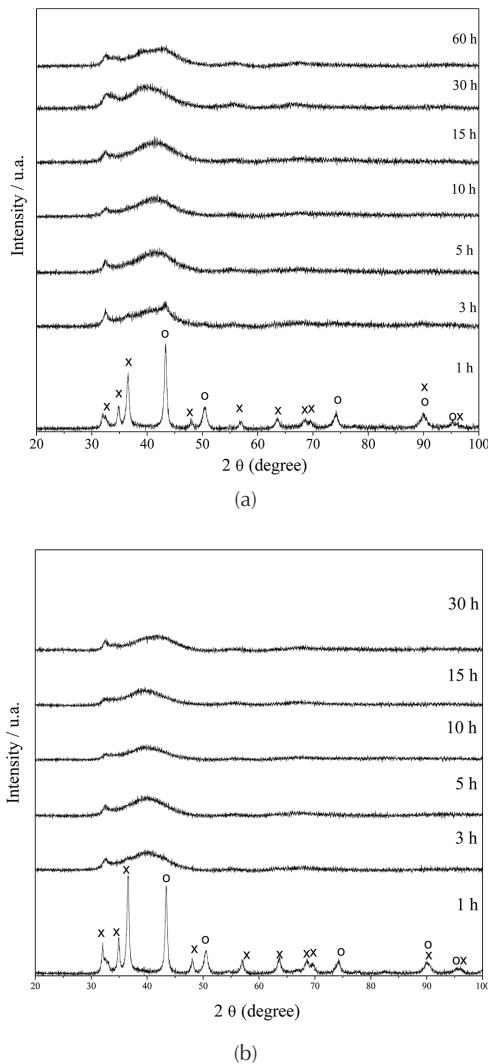 60 h
30 h
15 h
10 h
5 h
3 h
1 h
o
x
x
x
o
x
x
x
x x
o
x
o
o x
Intensity / u.a.
20 30 40 50 60 70 80 90 100
2 θ (degree)
(a)
30 h
15 h
10 h
5 h
3 h
1 h
x
o
x
x
x
o
x
x
x x
o
o
x
o x
Intensity / u.a.
20 30 40 50 60 70 80 90 100
2 θ (degree)
(b)